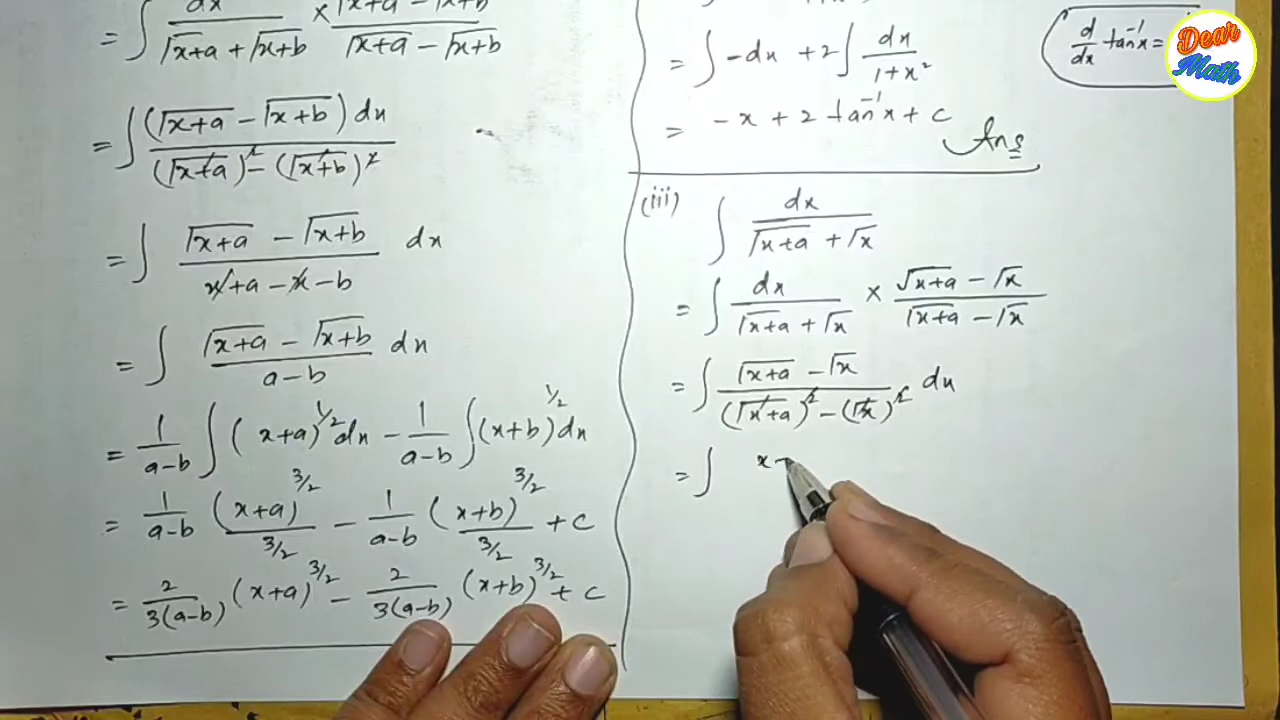 = ∫ dx / (√x+a + √x+b) × (√x+a - √x+b) / (√x+a - √x+b)
= ∫ (√x+a - √x+b) dx / ((√x+a)² - (√x+b)²)
= ∫ (√x+a - √x+b) / (x+a-x-b) dx
= ∫ (√x+a - √x+b) / (a-b) dx
= 1/(a-b) ∫ (x+a)^1/2 dx - 1/(a-b) ∫ (x+b)^1/2 dx
= 1/(a-b) (x+a)^3/2 / 3/2 - 1/(a-b) (x+b)^3/2 / 3/2 + c
= 2/3(a-b) (x+a)^3/2 - 2/3(a-b) (x+b)^3/2 + c
= ∫ -dx + 2 ∫ dx / 1+x²
= -x + 2 tan⁻¹x + c
Ans
d/dx tan⁻¹x =
Dear
Math
(iii) ∫ dx / (√x+a + √x)
= ∫ dx / (√x+a + √x) × (√x+a - √x) / (√x+a - √x)
= ∫ (√x+a - √x) / ((√x+a)² - (√x)²) dx
= ∫ x